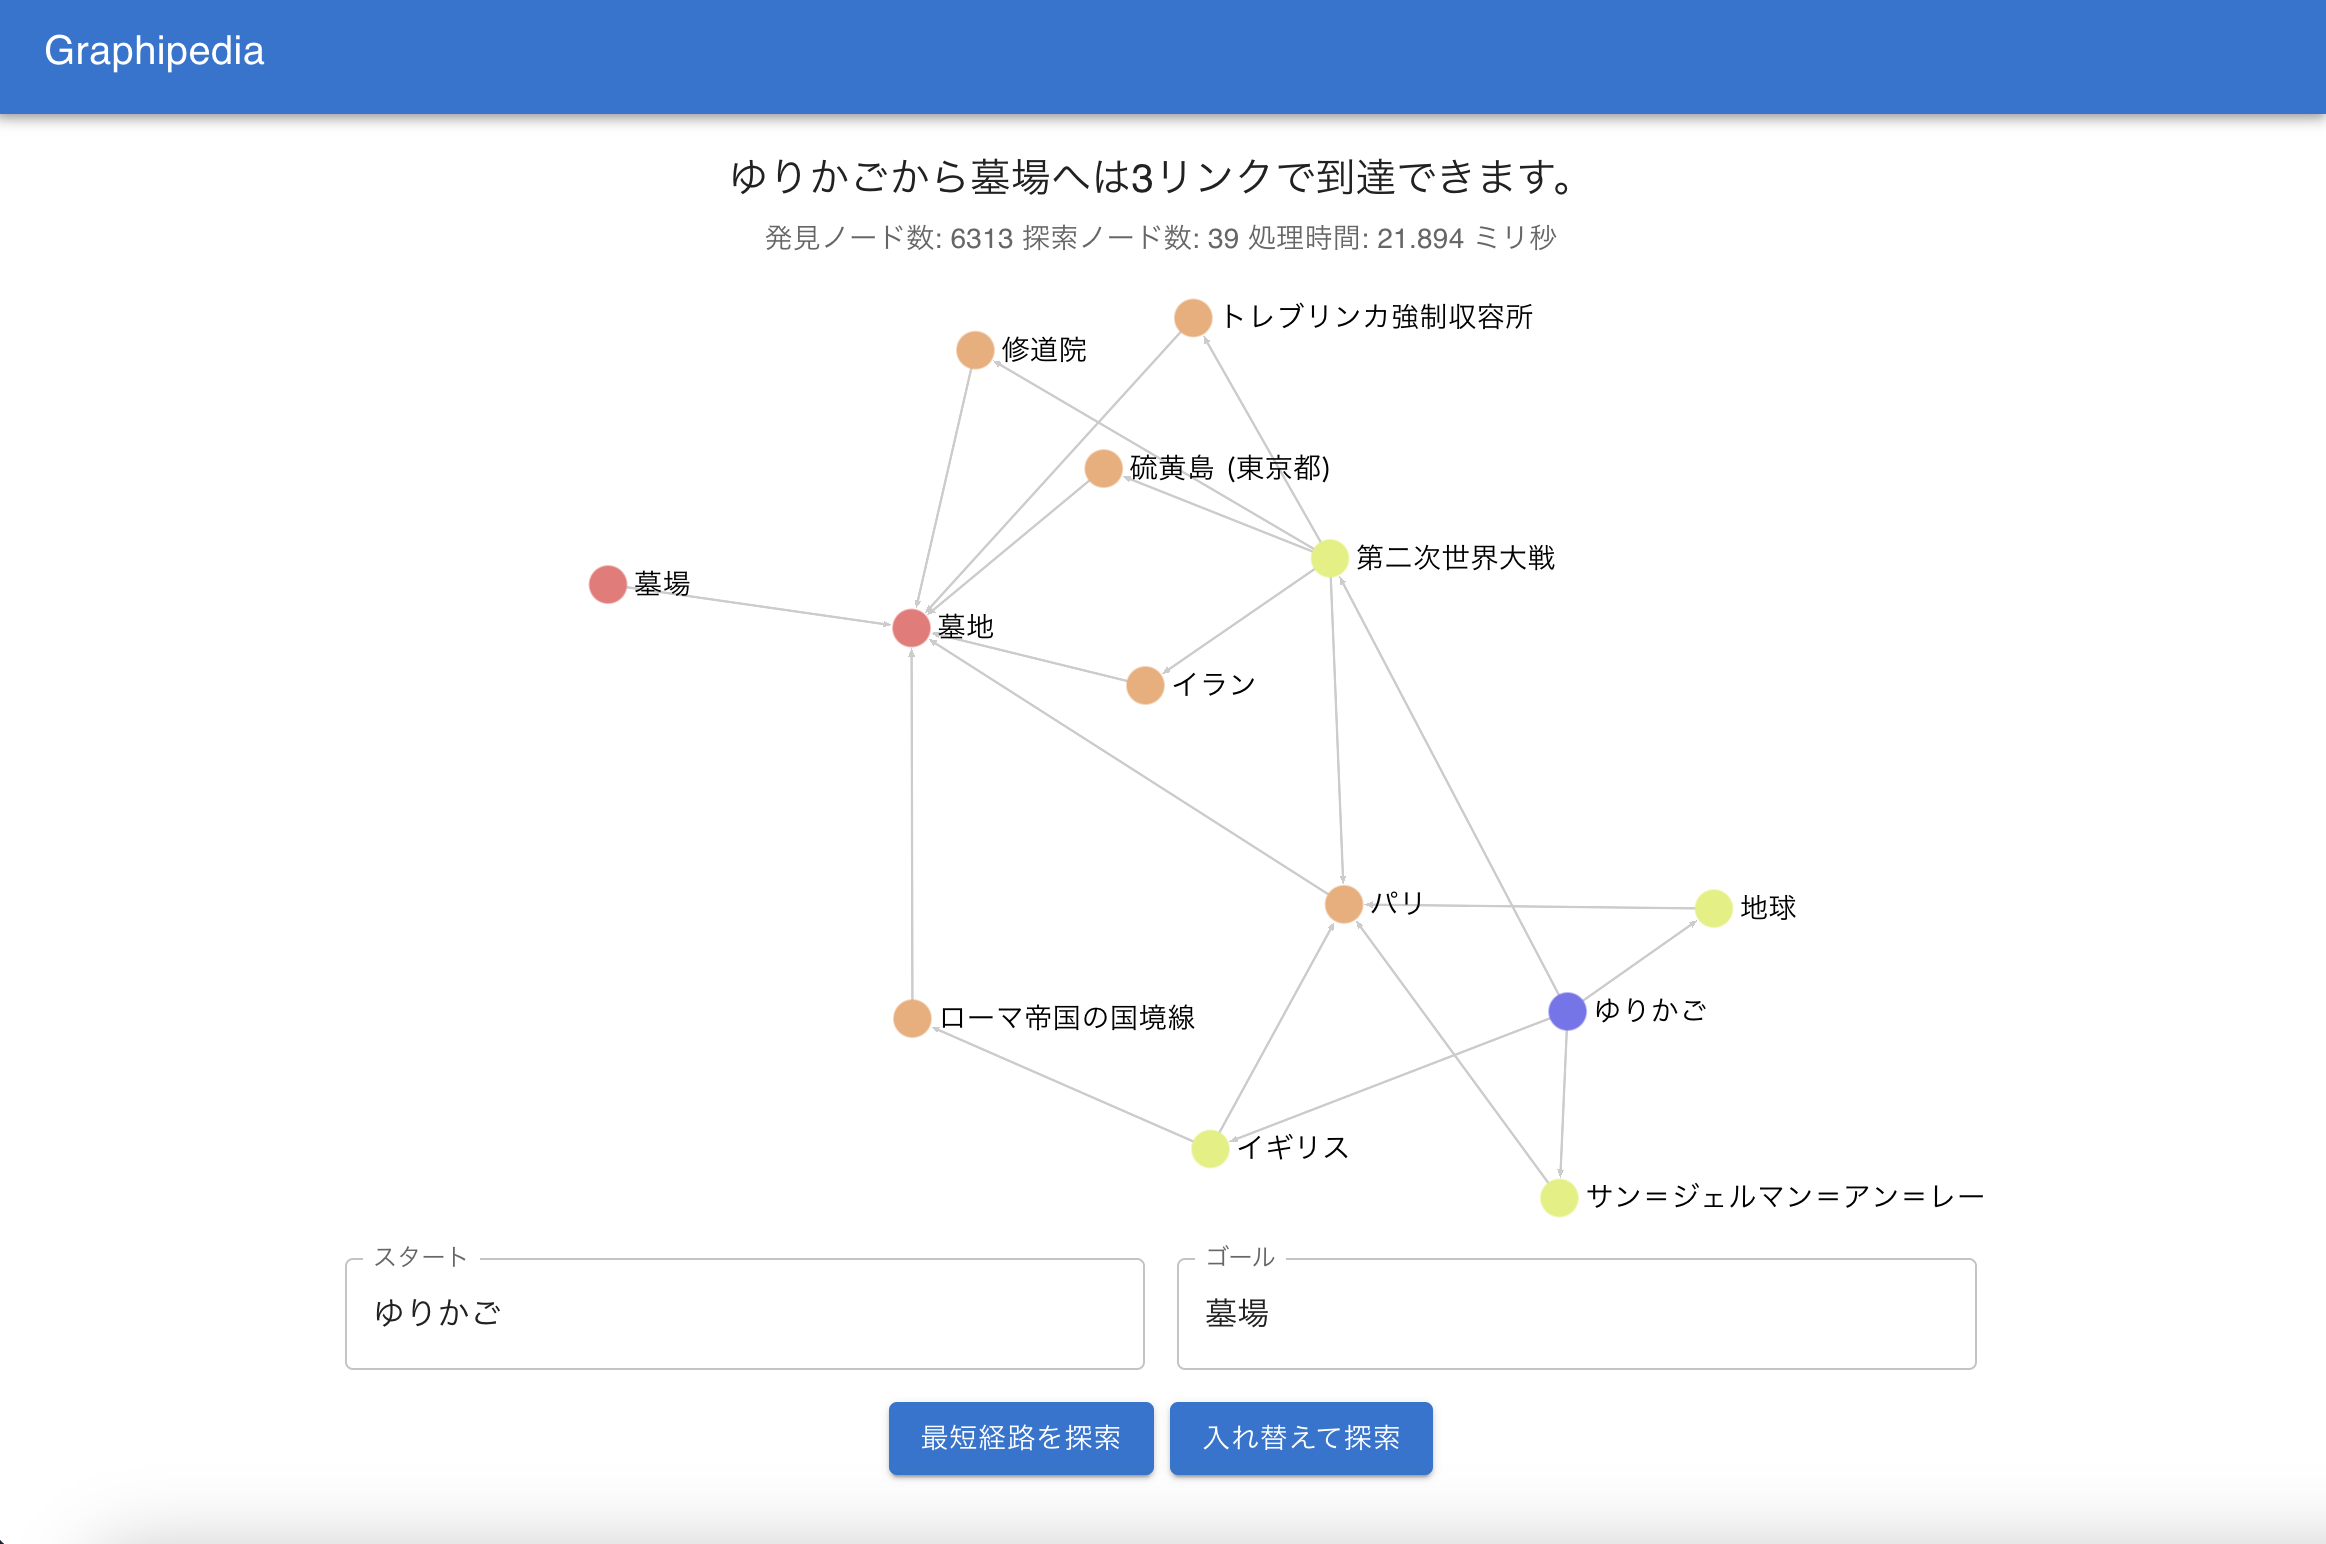 Graphipedia
ゆりかごから墓場へは3リンクで到達できます。
発見ノード数: 6313 探索ノード数: 39 処理時間: 21.894 ミリ秒
トレブリンカ強制収容所
修道院
硫黄島 (東京都)
第二次世界大戦
墓場
墓地
イラン
パリ
地球
ゆりかご
ローマ帝国の国境線
イギリス
サン＝ジェルマン＝アン＝レー
スタート
ゆりかご
ゴール
墓場
最短経路を探索
入れ替えて探索